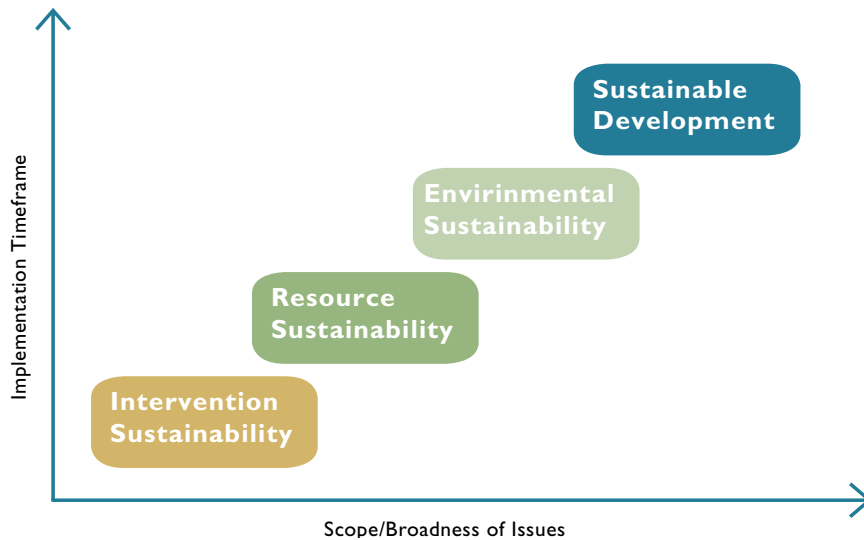 Sustainable
Development
Envirinmental
Sustainability
Resource
Sustainability
Intervention
Sustainability
Implementation Timeframe
Scope/Broadness of Issues